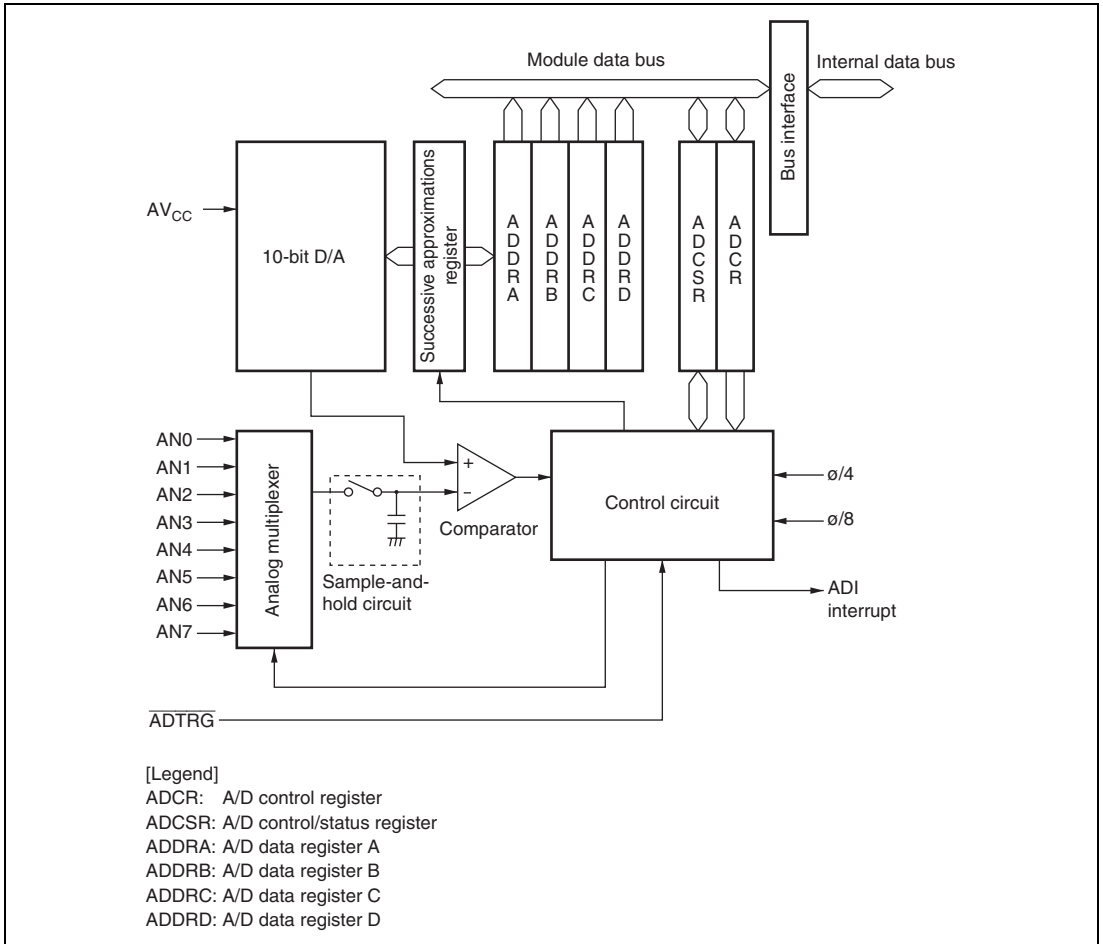 Module data bus
Internal data bus
Bus interface
AVCC
10-bit D/A
Successive approximations
register
ADDRA
ADDRB
ADDRC
ADDRD
ADCSR
ADCR
AN0
AN1
AN2
AN3
AN4
AN5
AN6
AN7
Analog multiplexer
+
−
Comparator
Sample-and-
hold circuit
Control circuit
ø/4
ø/8
ADI
interrupt
ADTRG
[Legend]
ADCR: A/D control register
ADCSR: A/D control/status register
ADDRA: A/D data register A
ADDRB: A/D data register B
ADDRC: A/D data register C
ADDRD: A/D data register D